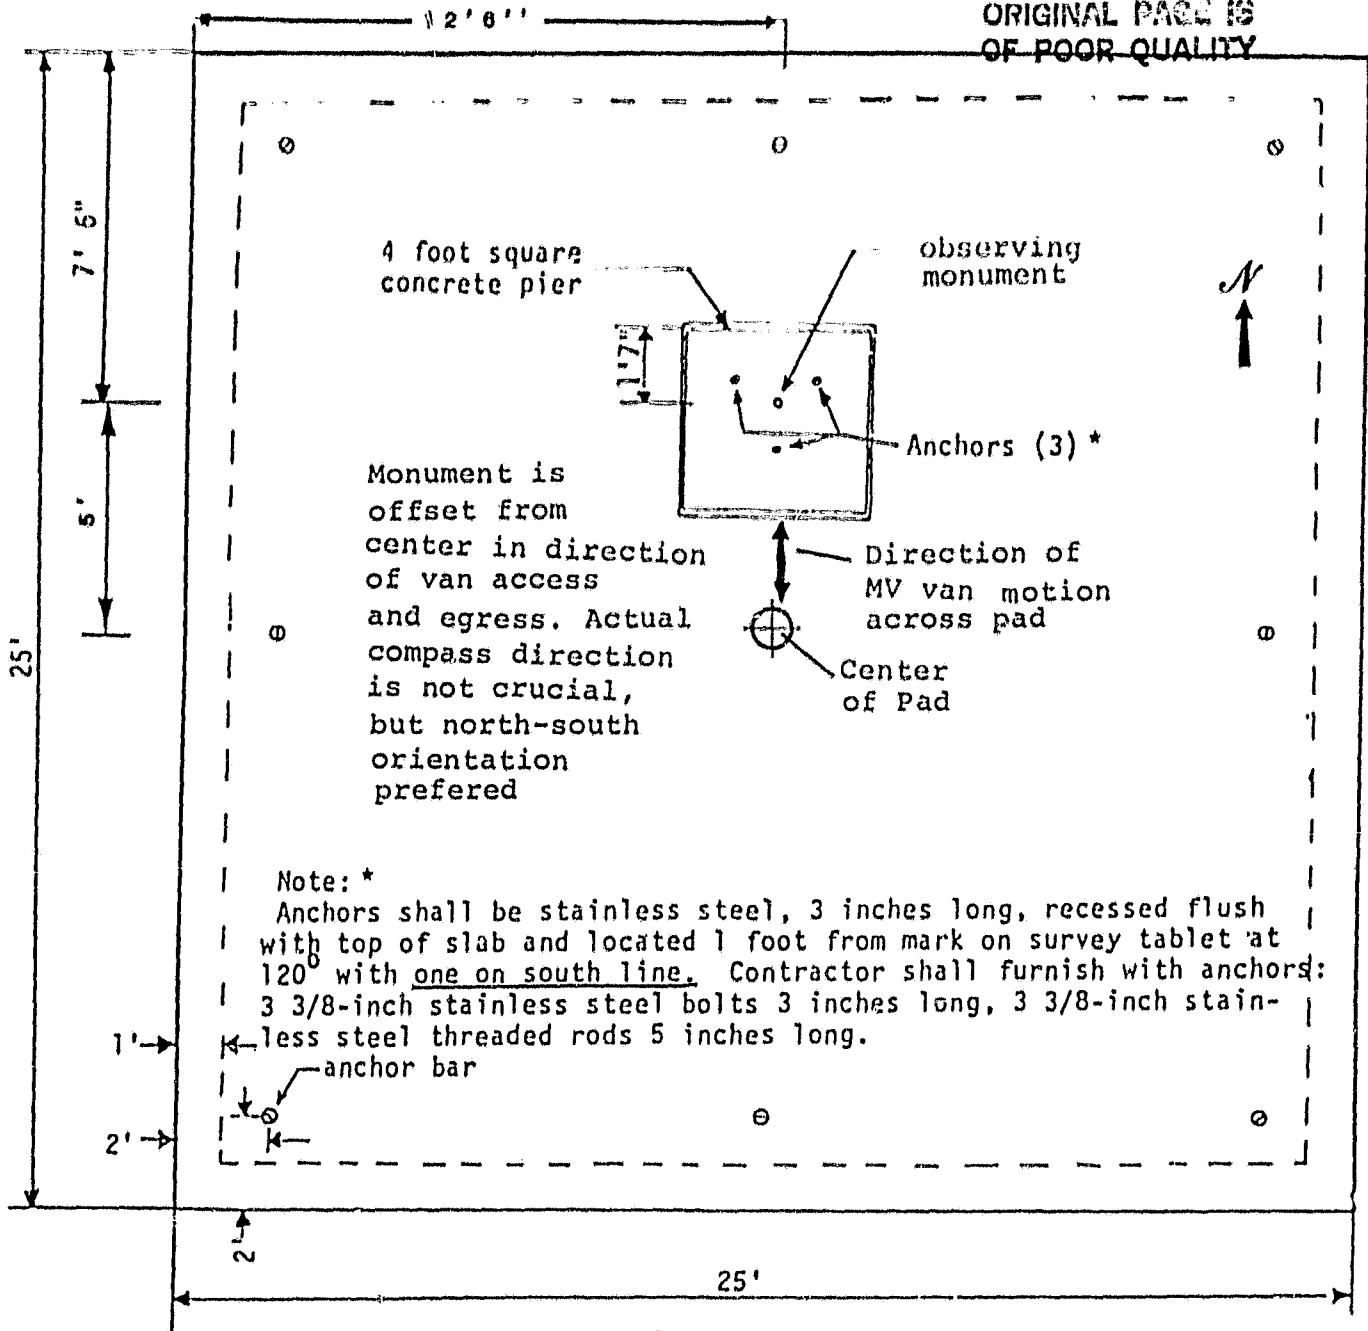 12'6''
ORIGINAL PAGE IS
OF POOR QUALITY
4 foot square
concrete pier
observing
monument
N
7' 6"
1'7"
Anchors (3) *
5'
25'
Monument is
offset from
center in direction
of van access
and egress. Actual
compass direction
is not crucial,
but north-south
orientation
prefered
Direction of
MV van motion
across pad
Center
of Pad
Note: *
Anchors shall be stainless steel, 3 inches long, recessed flush
with top of slab and located 1 foot from mark on survey tablet at
120° with one on south line. Contractor shall furnish with anchors:
3 3/8-inch stainless steel bolts 3 inches long, 3 3/8-inch stain-
less steel threaded rods 5 inches long.
1'
anchor bar
2'
2'
25'